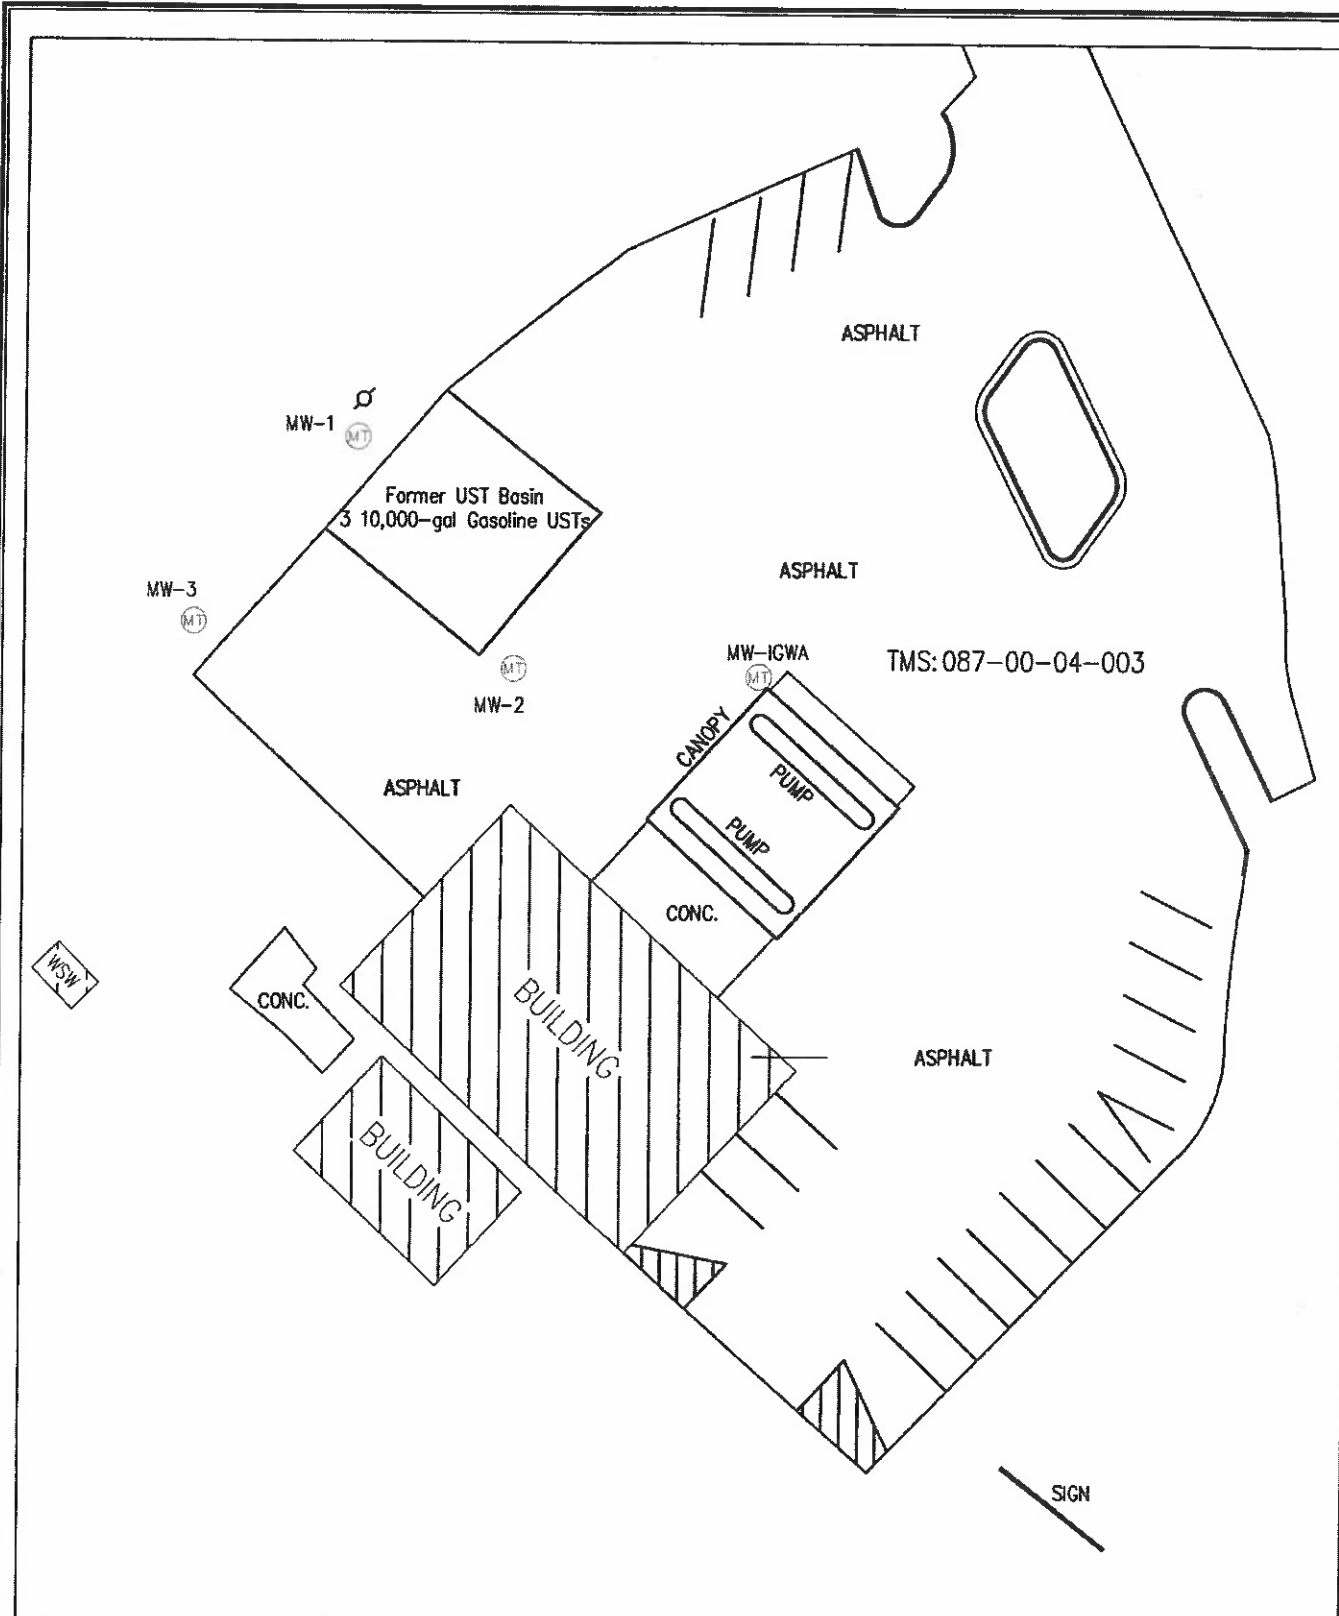 ASPHALT
MW-1
MT
Former UST Basin
3 10,000-gal Gasoline USTs
ASPHALT
MW-3
MT
MW-IGWA
MT
TMS: 087-00-04-003
MT
MW-2
CANOPY
PUMP
ASPHALT
PUMP
CONC.
WSW
CONC.
BUILDING
ASPHALT
BUILDING
SIGN